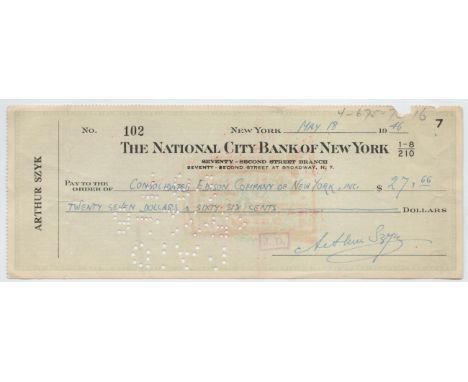 4-675-7 16
7
No. 102 New York MAY 18 1946
THE NATIONAL CITY BANK OF NEW YORK 1-8/210
SEVENTY-SECOND STREET BRANCH
SEVENTY-SECOND STREET AT BROADWAY, N. Y.
PAY TO THE
ORDER OF CONSOLIDATED EDISON COMPANY OF NEW YORK, INC. $ 27.66
TWENTY SEVEN DOLLARS & SIXTY SIX CENTS DOLLARS
Arthur Szyk
ARTHUR SZYK